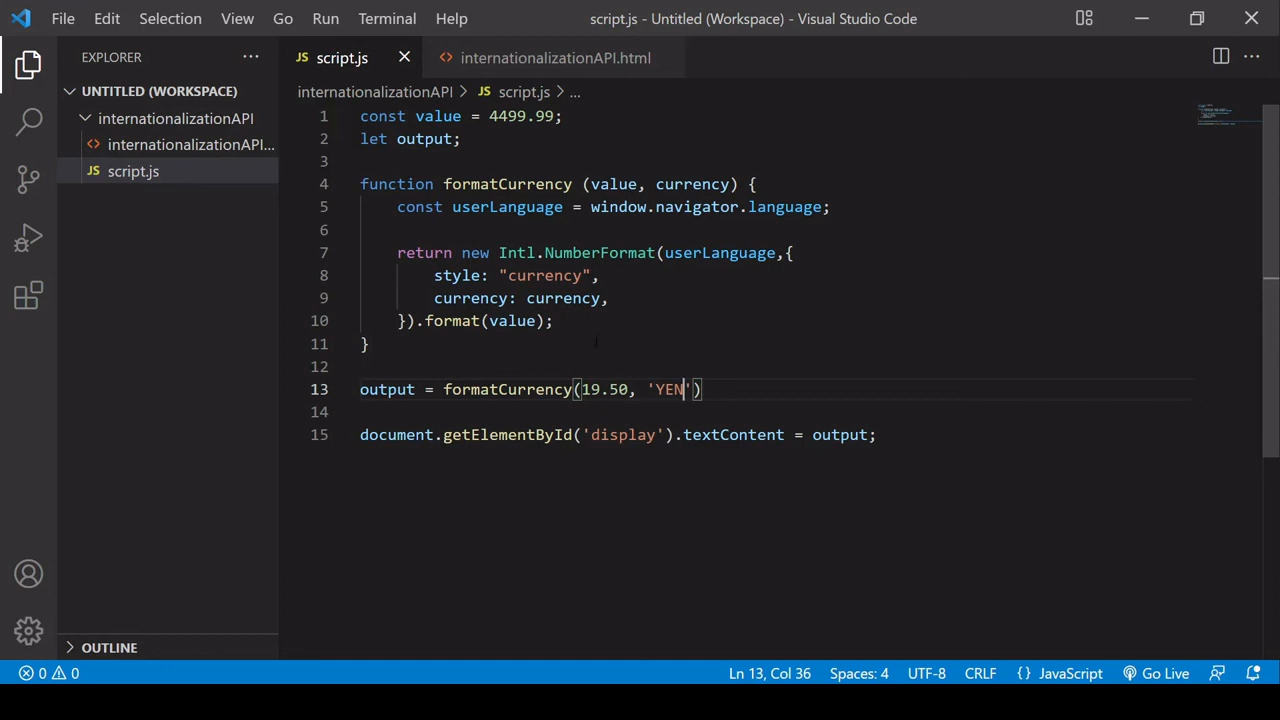 File Edit Selection View Go Run Terminal Help script.js - Untitled (Workspace) - Visual Studio Code
EXPLORER
UNTITLED (WORKSPACE)
internationalizationAPI
internationalizationAPI...
JS script.js
OUTLINE
JS script.js internationalizationAPI.html
internationalizationAPI > JS script.js > ...
1 const value = 4499.99;
2 let output;
3
4 function formatCurrency (value, currency) {
5 const userLanguage = window.navigator.language;
6
7 return new Intl.NumberFormat(userLanguage,{
8 style: "currency",
9 currency: currency,
10 }).format(value);
11 }
12
13 output = formatCurrency(19.50, 'YEN')
14
15 document.getElementById('display').textContent = output;
0 0 Ln 13, Col 36 Spaces: 4 UTF-8 CRLF {} JavaScript Go Live